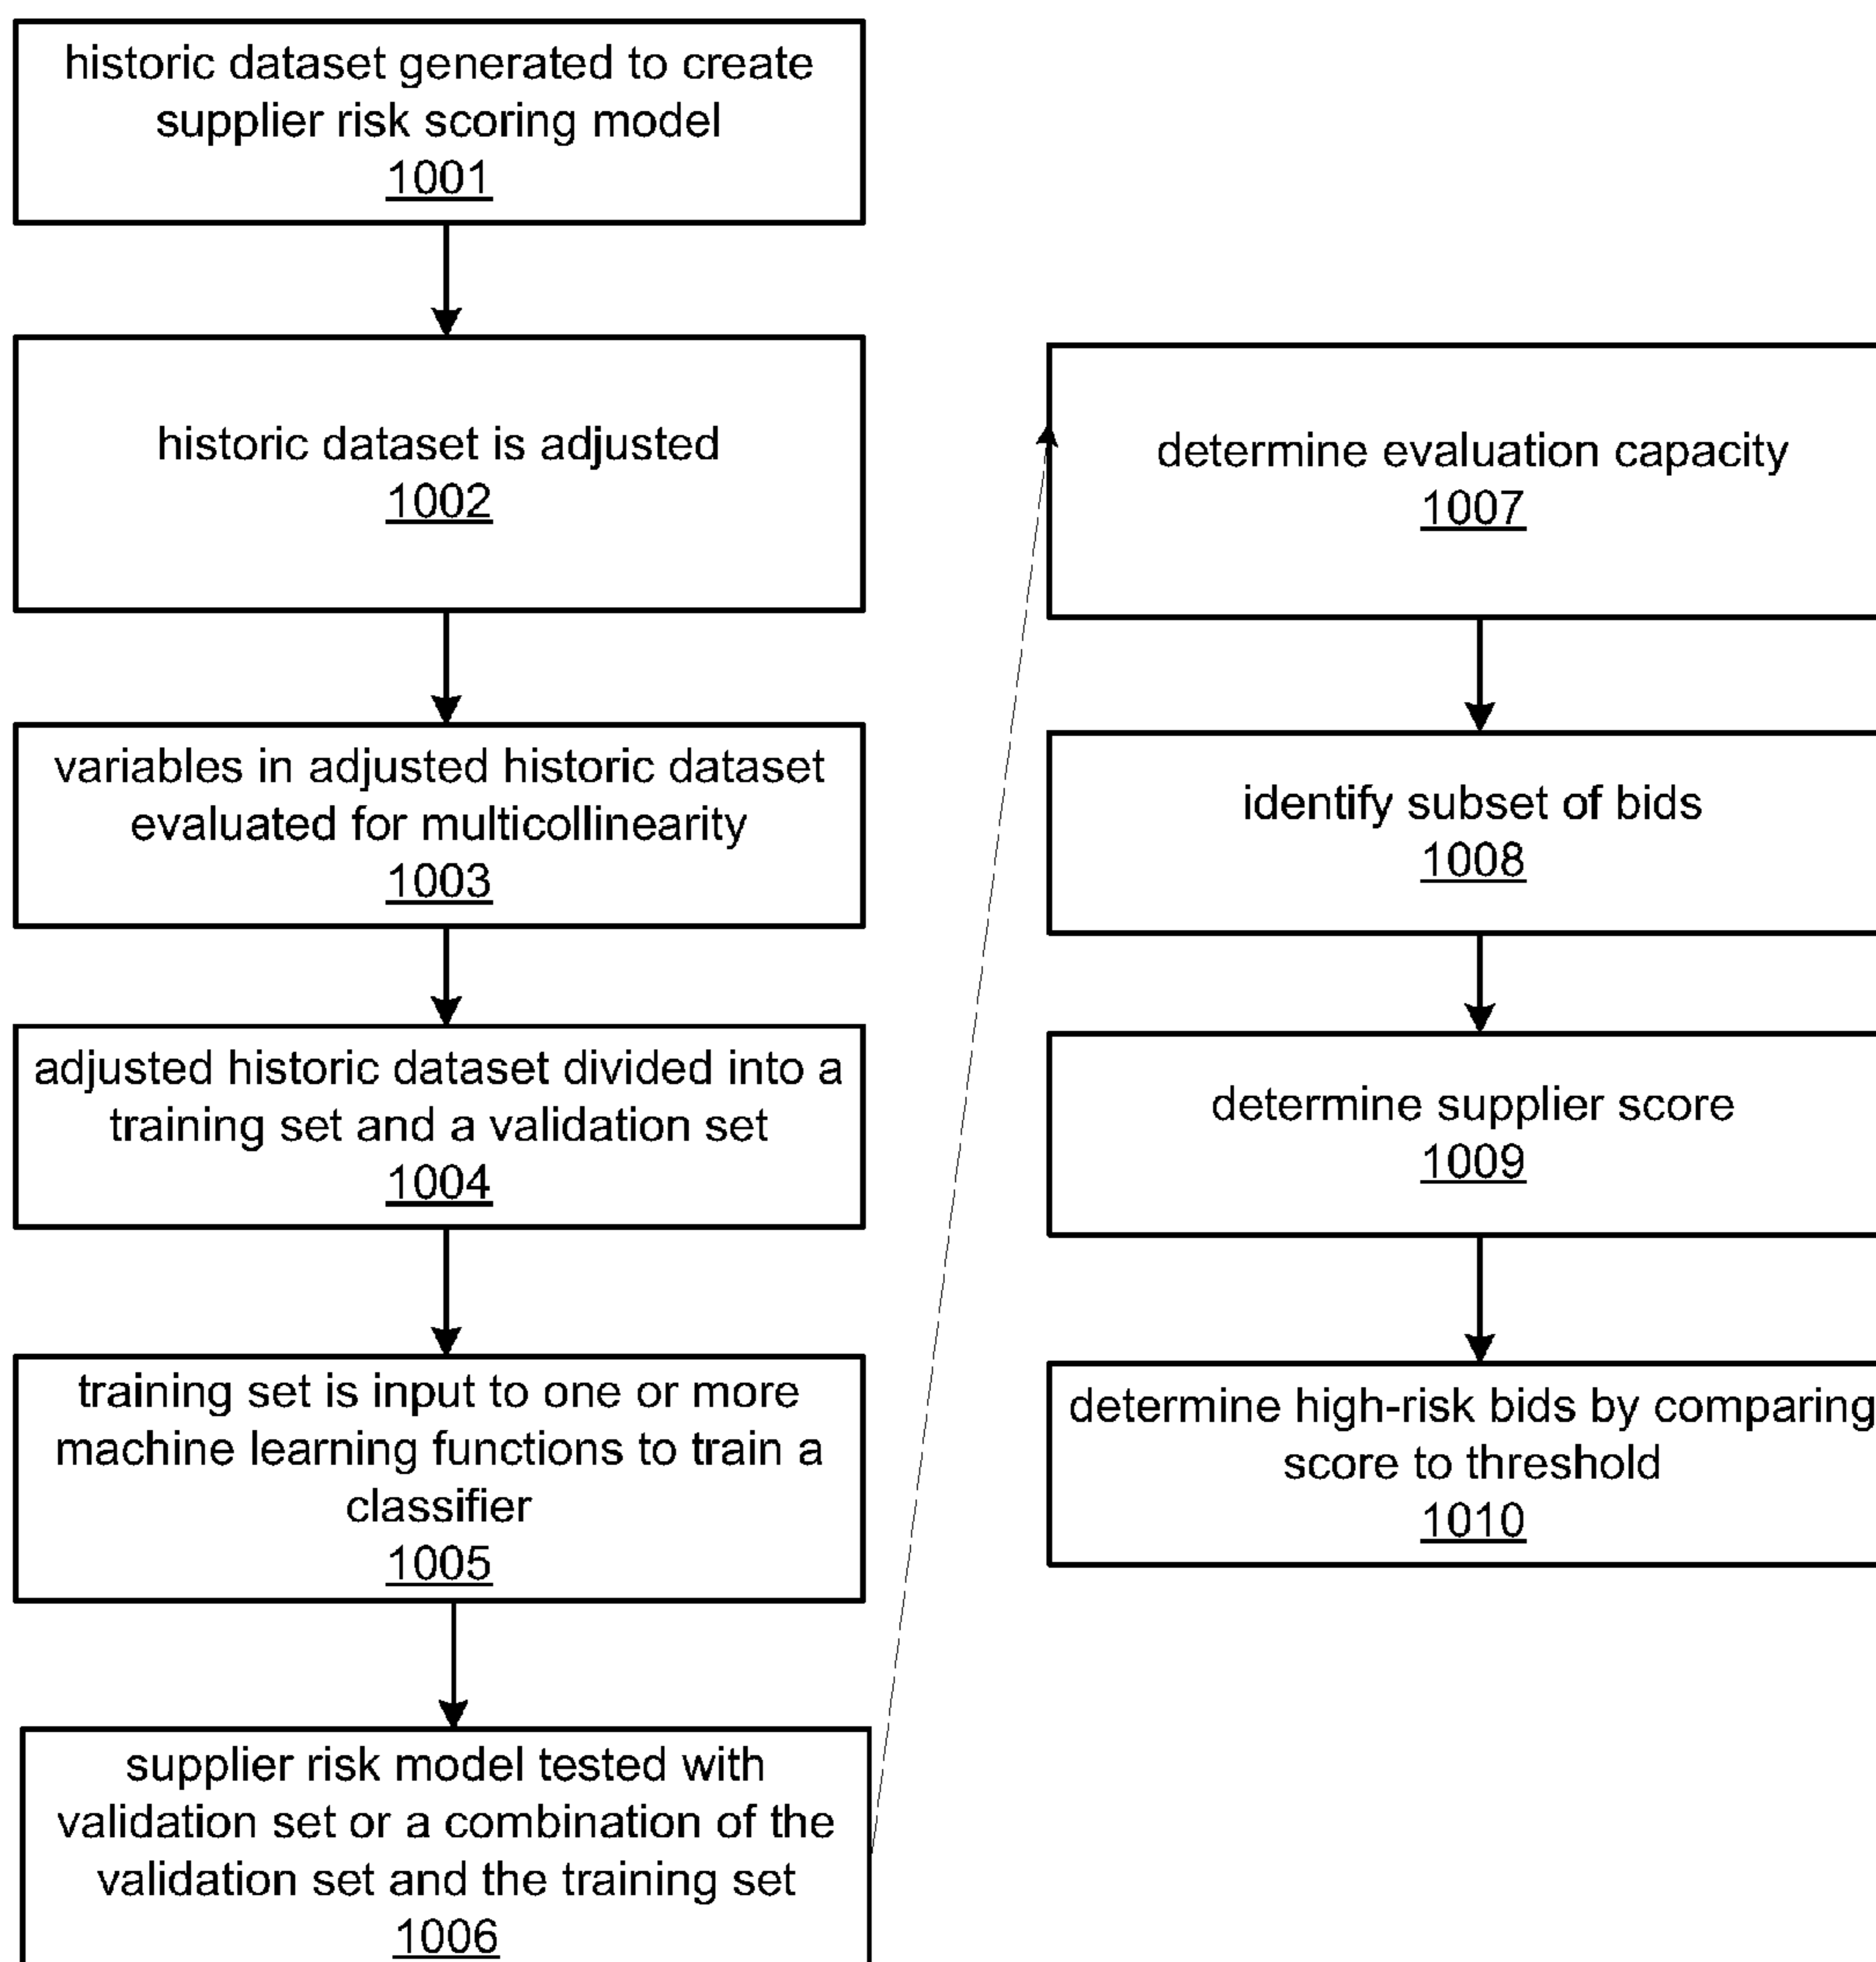 historic dataset generated to create
supplier risk scoring model
1001
historic dataset is adjusted
1002
variables in adjusted historic dataset
evaluated for multicollinearity
1003
adjusted historic dataset divided into a
training set and a validation set
1004
training set is input to one or more
machine learning functions to train a
classifier
1005
supplier risk model tested with
validation set or a combination of the
validation set and the training set
1006
determine evaluation capacity
1007
identify subset of bids
1008
determine supplier score
1009
determine high-risk bids by comparing
score to threshold
1010